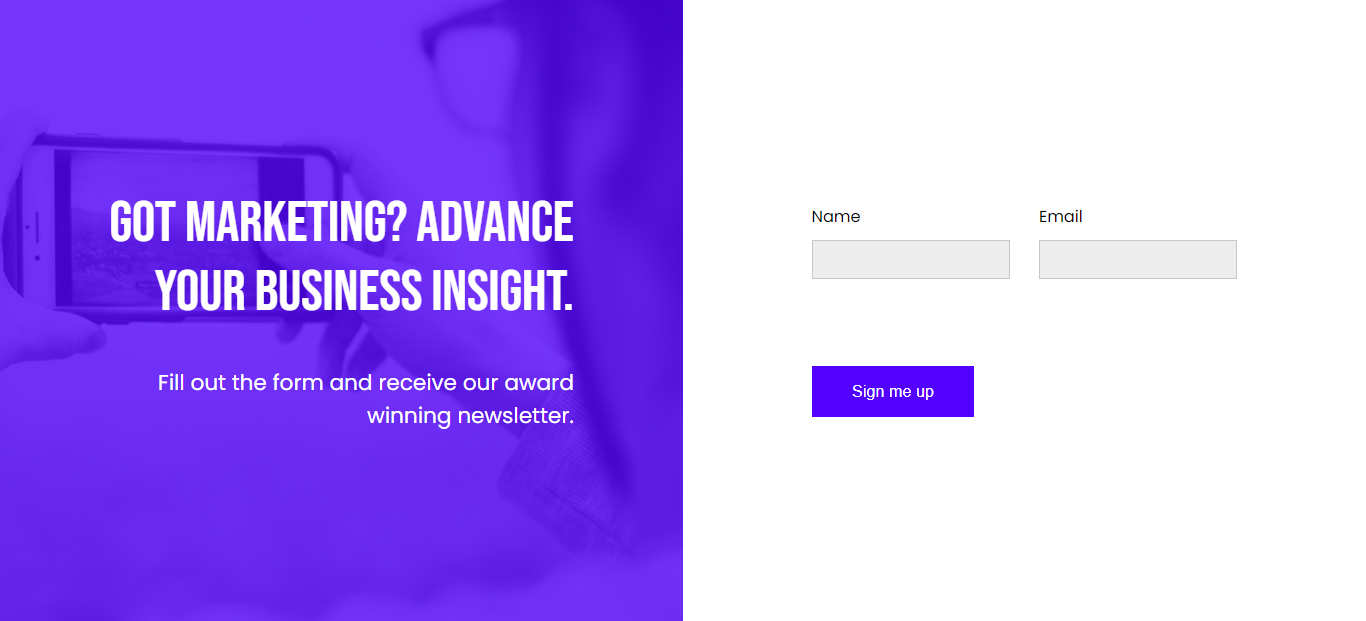 GOT MARKETING? ADVANCE
YOUR BUSINESS INSIGHT.
Fill out the form and receive our award
winning newsletter.
Name
Email
Sign me up